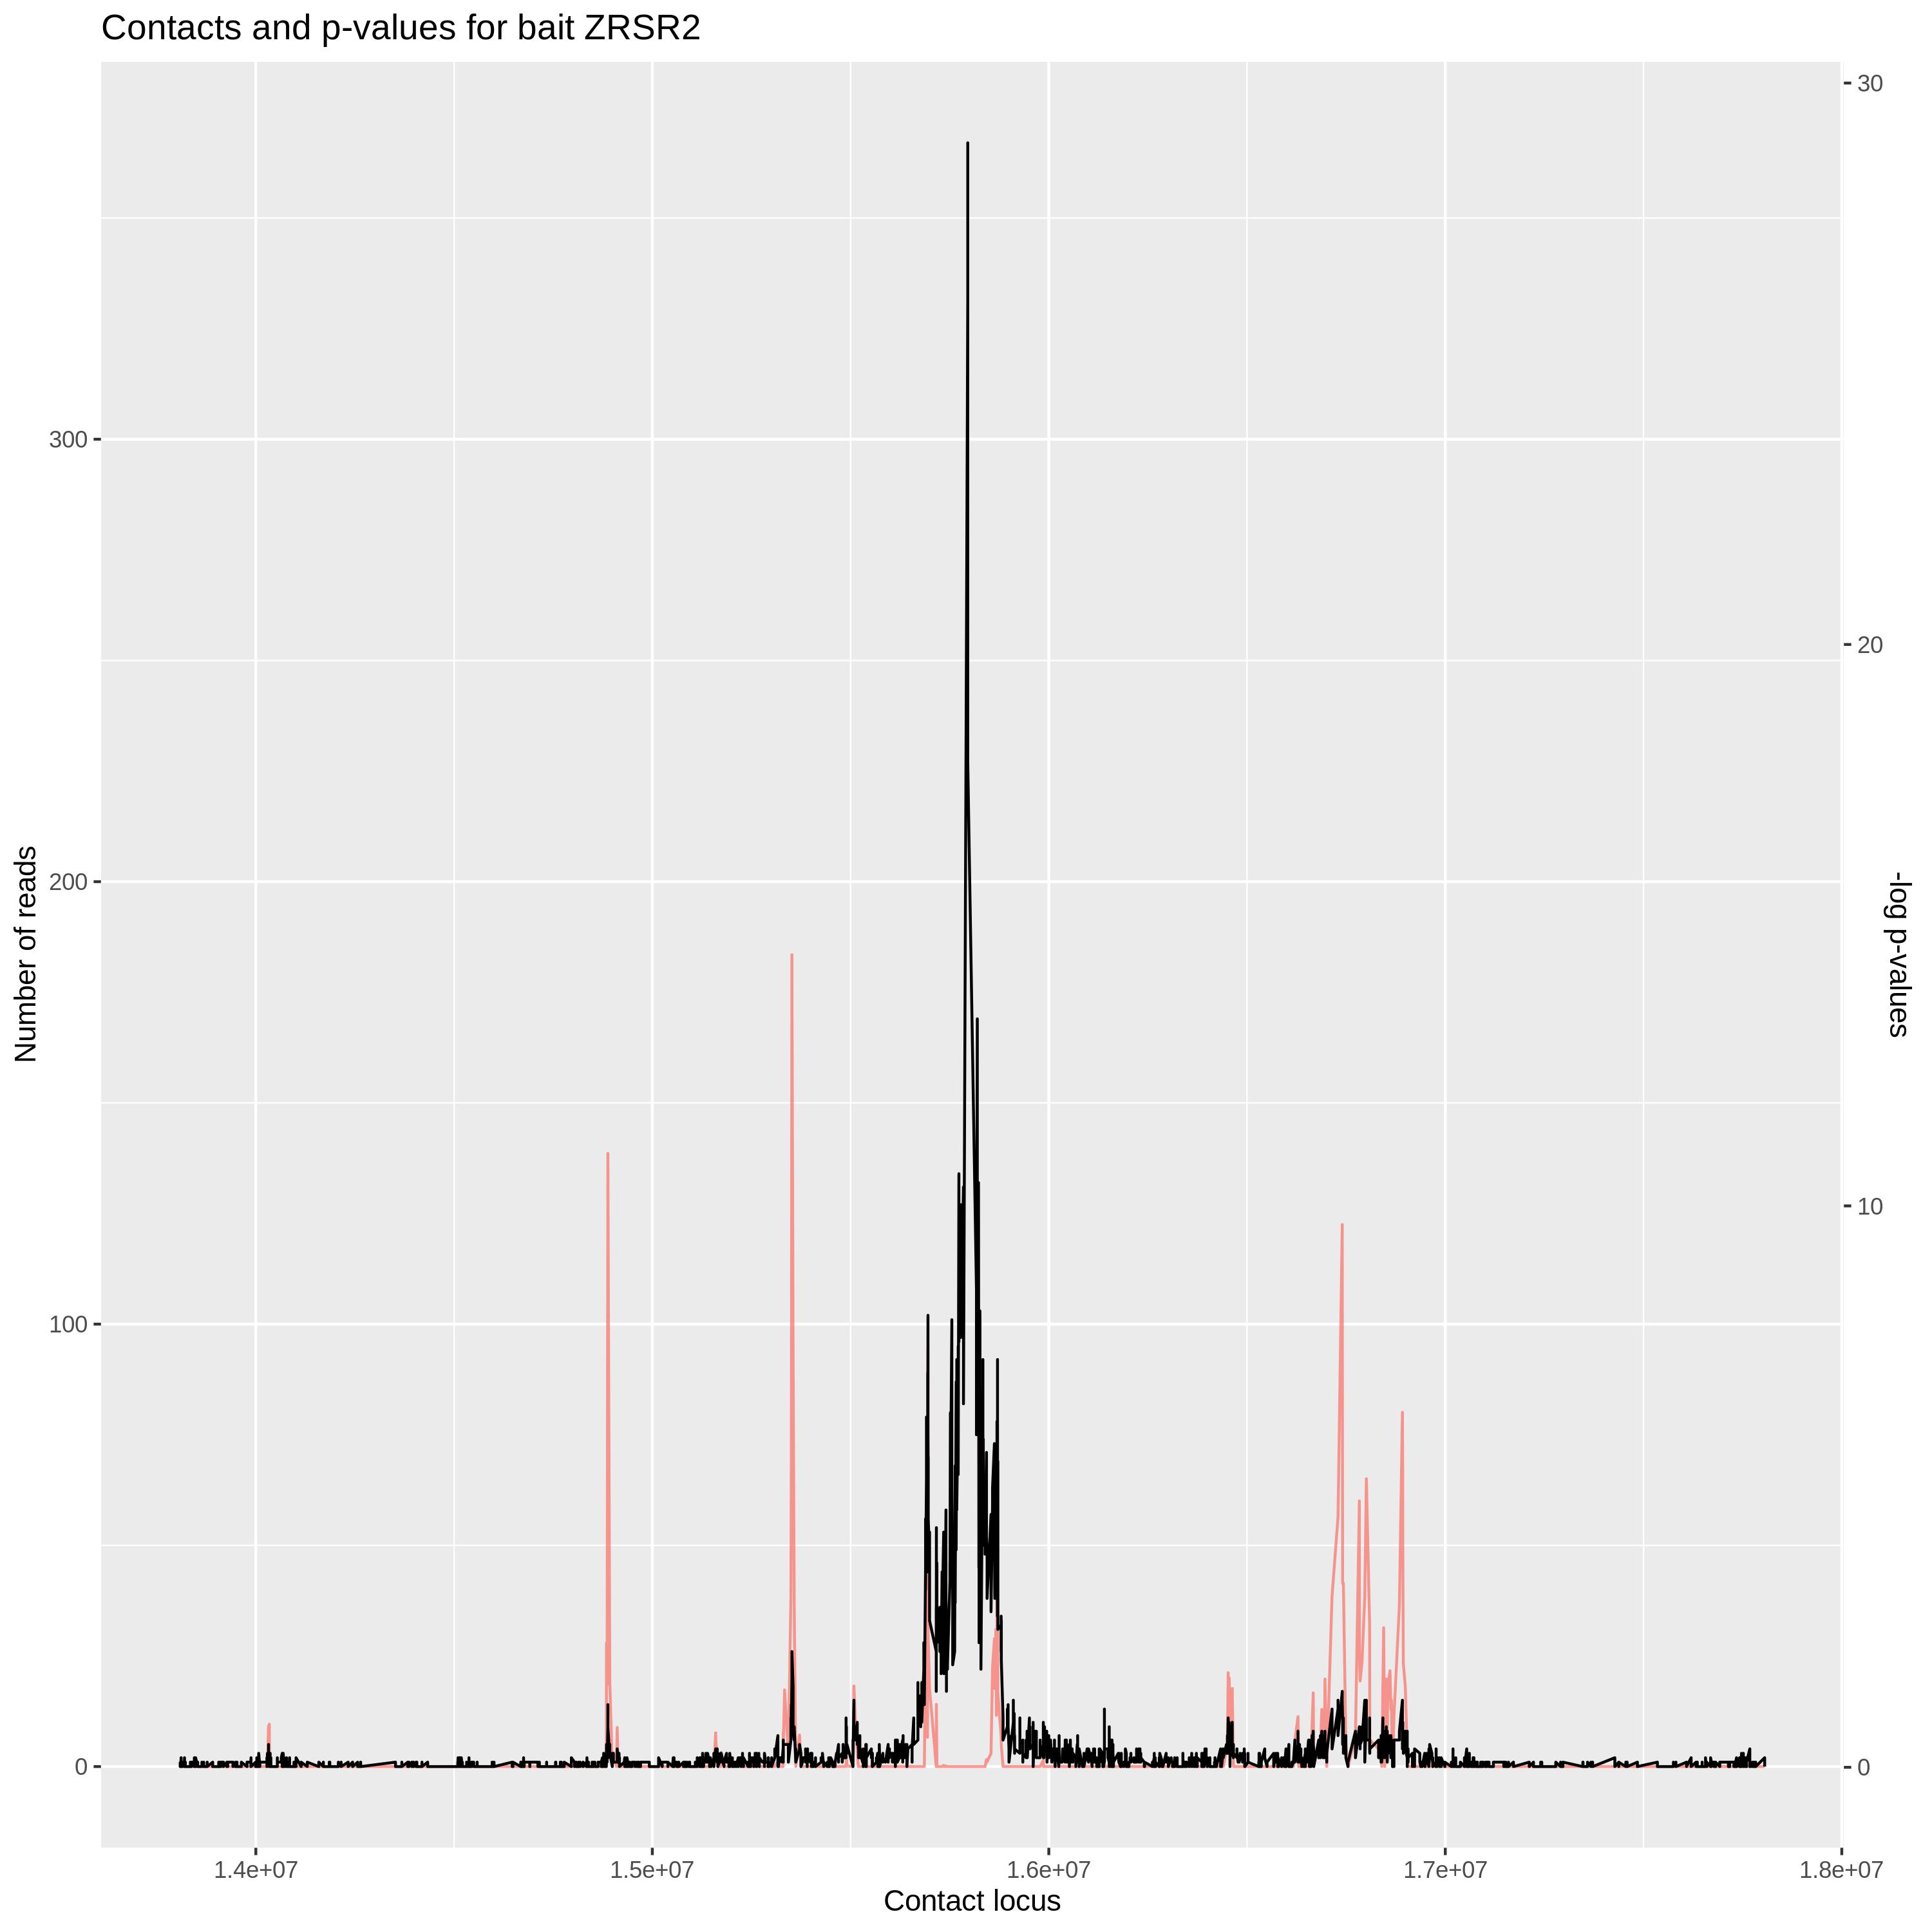 Contacts and p-values for bait ZRSR2
Number of reads
300
200
100
0
30
20
10
0
-log p-values
1.4e+07
1.5e+07
1.6e+07
1.7e+07
1.8e+07
Contact locus